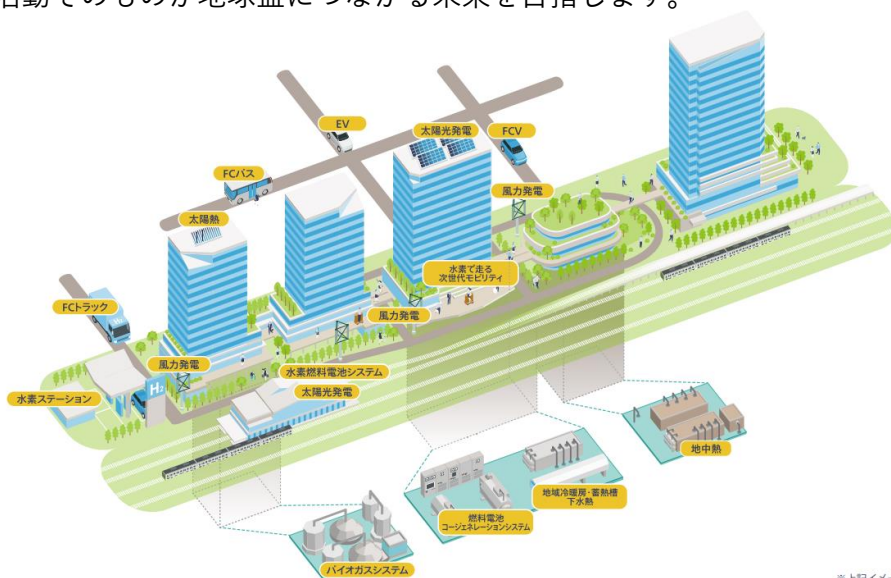 活動そのものが地球益につながる未来を目指します。
EV
太陽光発電
FCV
FCバス
風力発電
太陽熱
水素で走る
次世代モビリティ
FCトラック
風力発電
風力発電
水素燃料電池システム
太陽光発電
水素ステーション
H2
地中熱
地域冷暖房・蓄熱槽
下水熱
燃料電池
コージェネレーションシステム
バイオガスシステム
※上記イメ